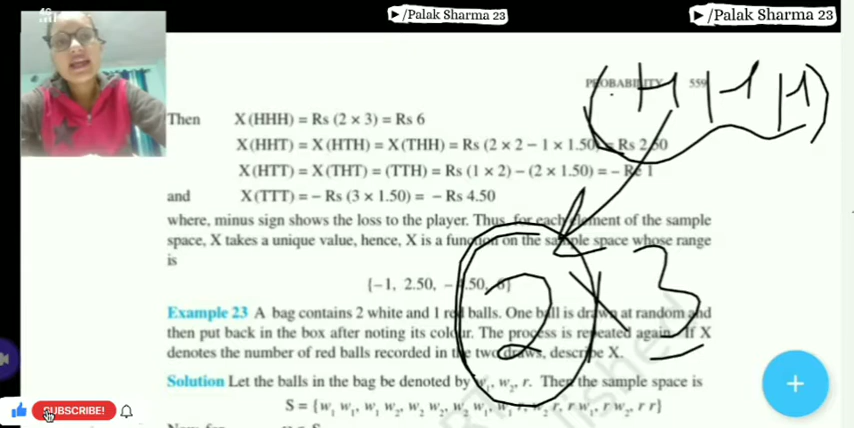 4G
▶/Palak Sharma 23
▶/Palak Sharma 23
PROBABILITY 559
(HHH)
Then X (HHH) = Rs (2 × 3) = Rs 6
X (HHT) = X (HTH) = X (THH) = Rs (2 × 2 − 1 × 1.50) = Rs 2.50
X (HTT) = X (THT) = (TTH) = Rs (1 × 2) − (2 × 1.50) = − Re 1
and X (TTT) = − Rs (3 × 1.50) = − Rs 4.50
where, minus sign shows the loss to the player. Thus, for each element of the sample
space, X takes a unique value, hence, X is a function on the sample space whose range
is
{−1, 2.50, − 4.50, 6}
2 × 3
Example 23 A bag contains 2 white and 1 red balls. One ball is drawn at random and
then put back in the box after noting its colour. The process is repeated again. If X
denotes the number of red balls recorded in the two draws, describe X.
Solution Let the balls in the bag be denoted by w₁, w₂, r. Then the sample space is
S = {w₁ w₁, w₁ w₂, w₂ w₂, w₂ w₁, w₁ r, w₂ r, r w₁, r w₂, r r}
SUBSCRIBE!